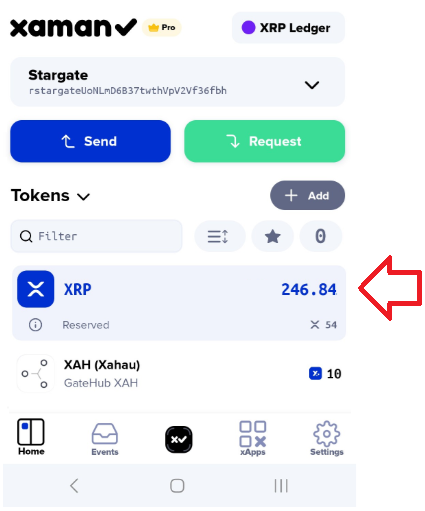 xaman Pro
XRP Ledger
Stargate
rstargateUoNLmD6B37twthVpV2Vf36fbh
Send
Request
Tokens
Add
Filter
0
XRP 246.84
Reserved 54
XAH (Xahau)
GateHub XAH
10
Home Events xApps Settings